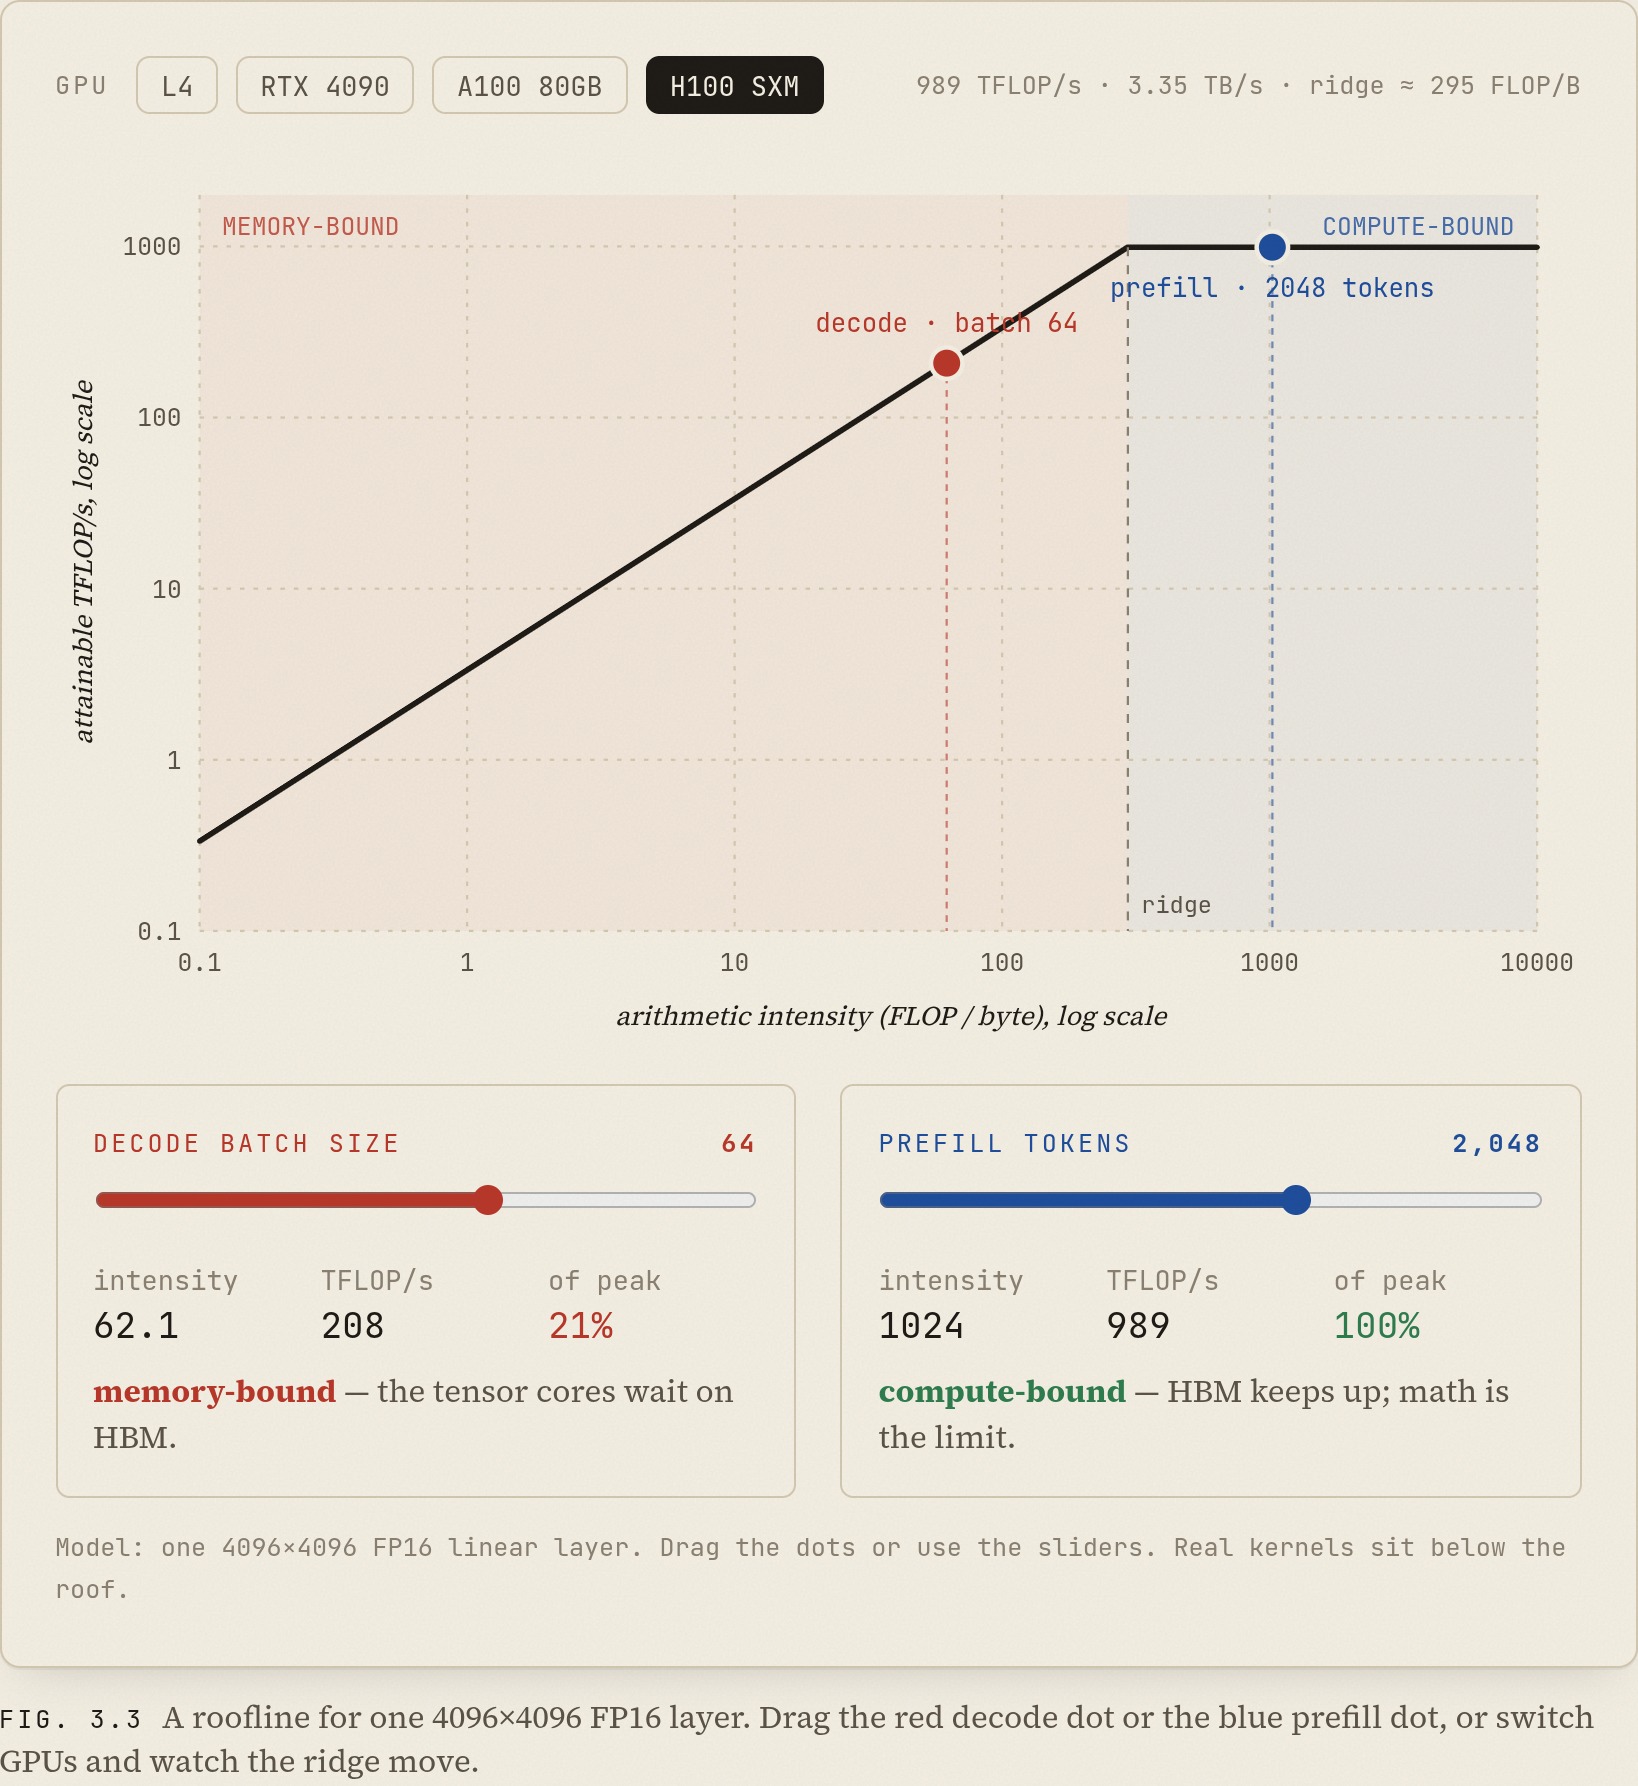 GPU L4 RTX 4090 A100 80GB H100 SXM 989 TFLOP/s · 3.35 TB/s · ridge ≈ 295 FLOP/B
MEMORY-BOUND COMPUTE-BOUND
1000
prefill · 2048 tokens
decode · batch 64
100
attainable TFLOP/s, log scale
10
1
ridge
0.1
0.1 1 10 100 1000 10000
arithmetic intensity (FLOP / byte), log scale
DECODE BATCH SIZE 64
intensity TFLOP/s of peak
62.1 208 21%
memory-bound — the tensor cores wait on
HBM.
PREFILL TOKENS 2,048
intensity TFLOP/s of peak
1024 989 100%
compute-bound — HBM keeps up; math is
the limit.
Model: one 4096×4096 FP16 linear layer. Drag the dots or use the sliders. Real kernels sit below the
roof.
FIG. 3.3 A roofline for one 4096×4096 FP16 layer. Drag the red decode dot or the blue prefill dot, or switch
GPUs and watch the ridge move.